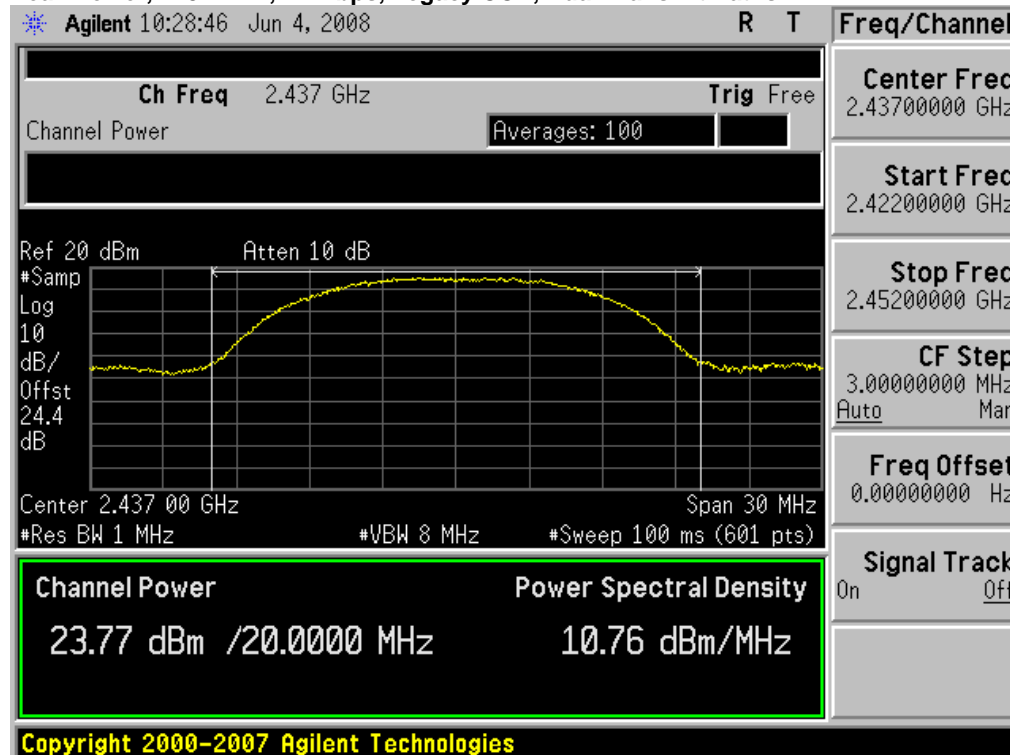 Agilent 10:28:46 Jun 4, 2008 R T
Freq/Channel
Ch Freq 2.437 GHz Trig Free
Channel Power Averages: 100
Ref 20 dBm Atten 10 dB
#Samp
Log
10
dB/
Offst
24.4
dB
Center 2.437 00 GHz Span 30 MHz
#Res BW 1 MHz #VBW 8 MHz #Sweep 100 ms (601 pts)
Channel Power Power Spectral Density
23.77 dBm /20.0000 MHz 10.76 dBm/MHz
Center Freq
2.43700000 GHz
Start Freq
2.42200000 GHz
Stop Freq
2.45200000 GHz
CF Step
3.00000000 MHz
Auto Man
Freq Offset
0.00000000 Hz
Signal Track
On Off
Copyright 2000-2007 Agilent Technologies